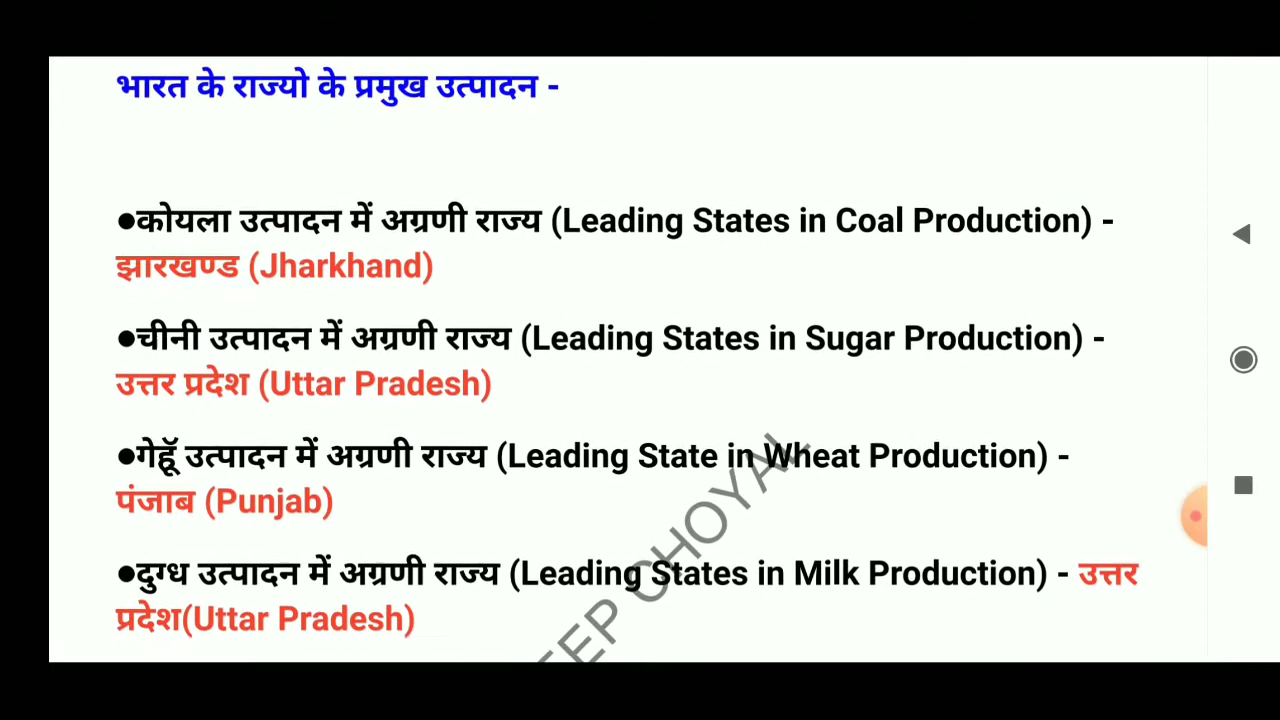 भारत के राज्यो के प्रमुख उत्पादन -
●कोयला उत्पादन में अग्रणी राज्य (Leading States in Coal Production) -
झारखण्ड (Jharkhand)
●चीनी उत्पादन में अग्रणी राज्य (Leading States in Sugar Production) -
उत्तर प्रदेश (Uttar Pradesh)
●गेहूॅ उत्पादन में अग्रणी राज्य (Leading State in Wheat Production) -
पंजाब (Punjab)
●दुग्ध उत्पादन में अग्रणी राज्य (Leading States in Milk Production) - उत्तर
प्रदेश(Uttar Pradesh)
CHOYAL